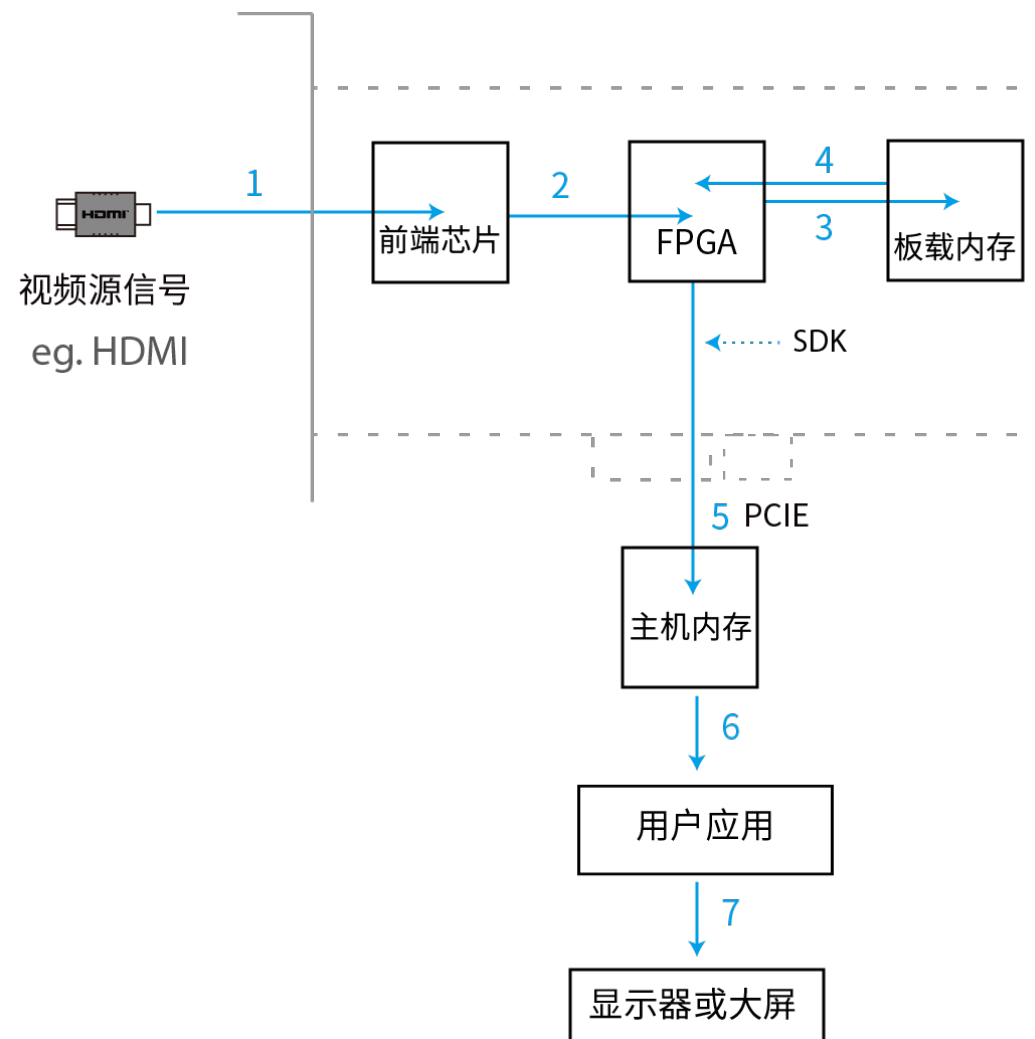 HDMI
视频源信号
eg. HDMI
1
前端芯片
2
FPGA
4
3
板载内存
SDK
5 PCIE
主机内存
6
用户应用
7
显示器或大屏